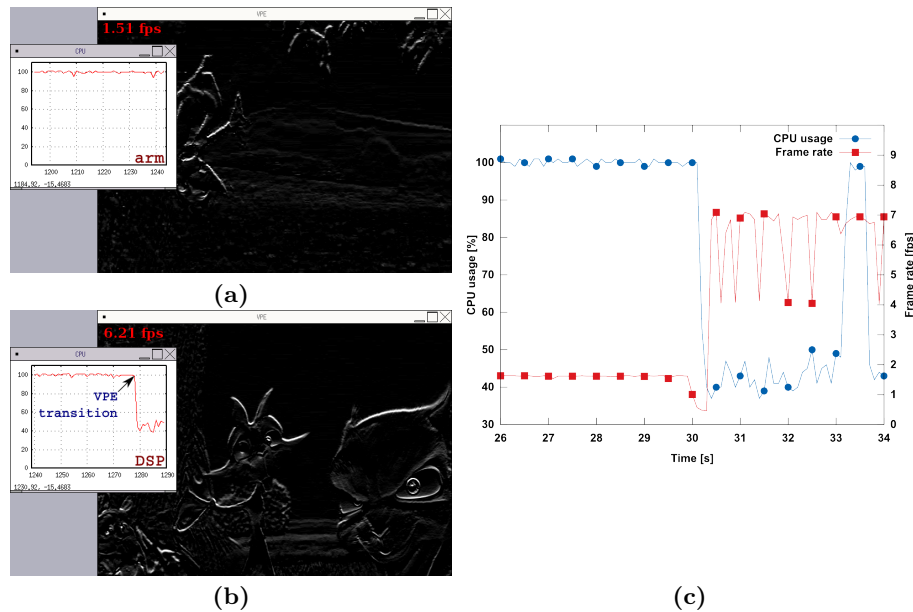 VPE
1.51 fps
CPU
100
80
60
40
20
0
1200 1210 1220 1230 1240
arm
1184.92, -15.4683
(a)
VPE
6.21 fps
CPU
100
80
60
40
20
0
VPE
transition
DSP
1240 1250 1260 1270 1280 1290
1230.92, -15.4683
(b)
CPU usage
Frame rate
CPU usage [%]
100
90
80
70
60
50
40
30
26 27 28 29 30 31 32 33 34
Time [s]
9
8
7
6
5
4
3
2
1
0
Frame rate [fps]
(c)